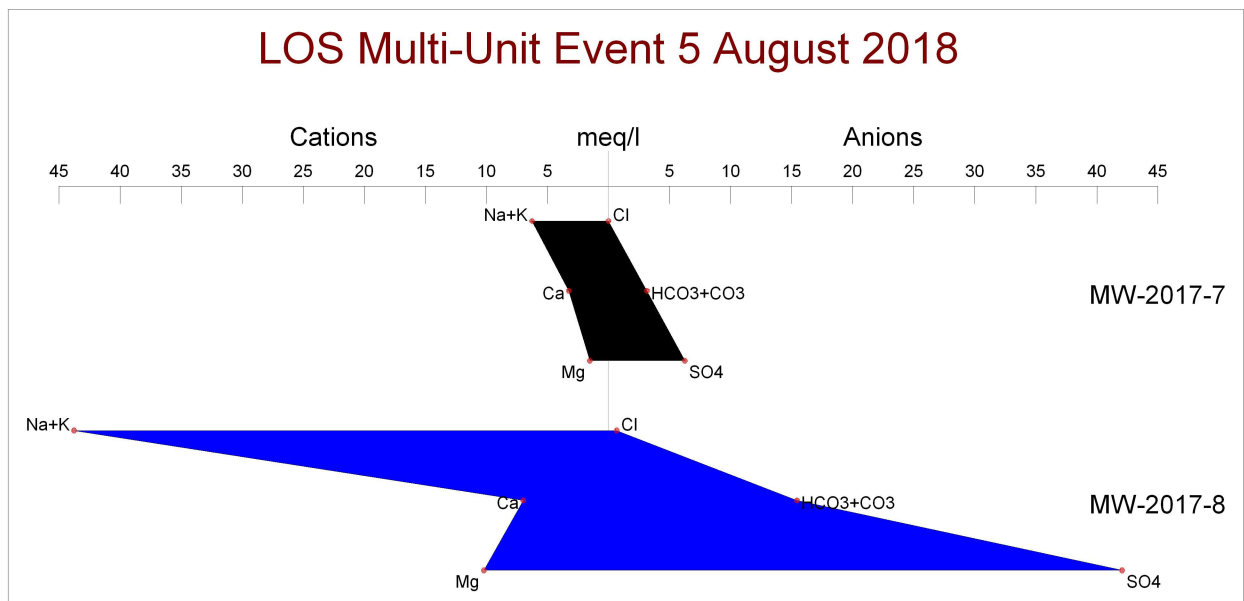 LOS Multi-Unit Event 5 August 2018
Cations meq/l Anions
45 40 35 30 25 20 15 10 5 5 10 15 20 25 30 35 40 45
Na+K Cl
Ca HCO3+CO3 MW-2017-7
Mg SO4
Na+K Cl
Ca HCO3+CO3 MW-2017-8
Mg SO4